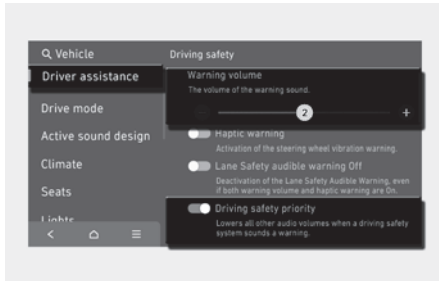 Vehicle
Driving safety
Driver assistance
Warning volume
The volume of the warning sound.
2
Drive mode
Haptic warning
Activation of the steering wheel vibration warning.
Active sound design
Lane Safety audible warning Off
Deactivation of the Lane Safety Audible Warning, even
if both warning volume and haptic warning are On.
Climate
Seats
Driving safety priority
Lowers all other audio volumes when a driving safety
system sounds a warning.
Lights